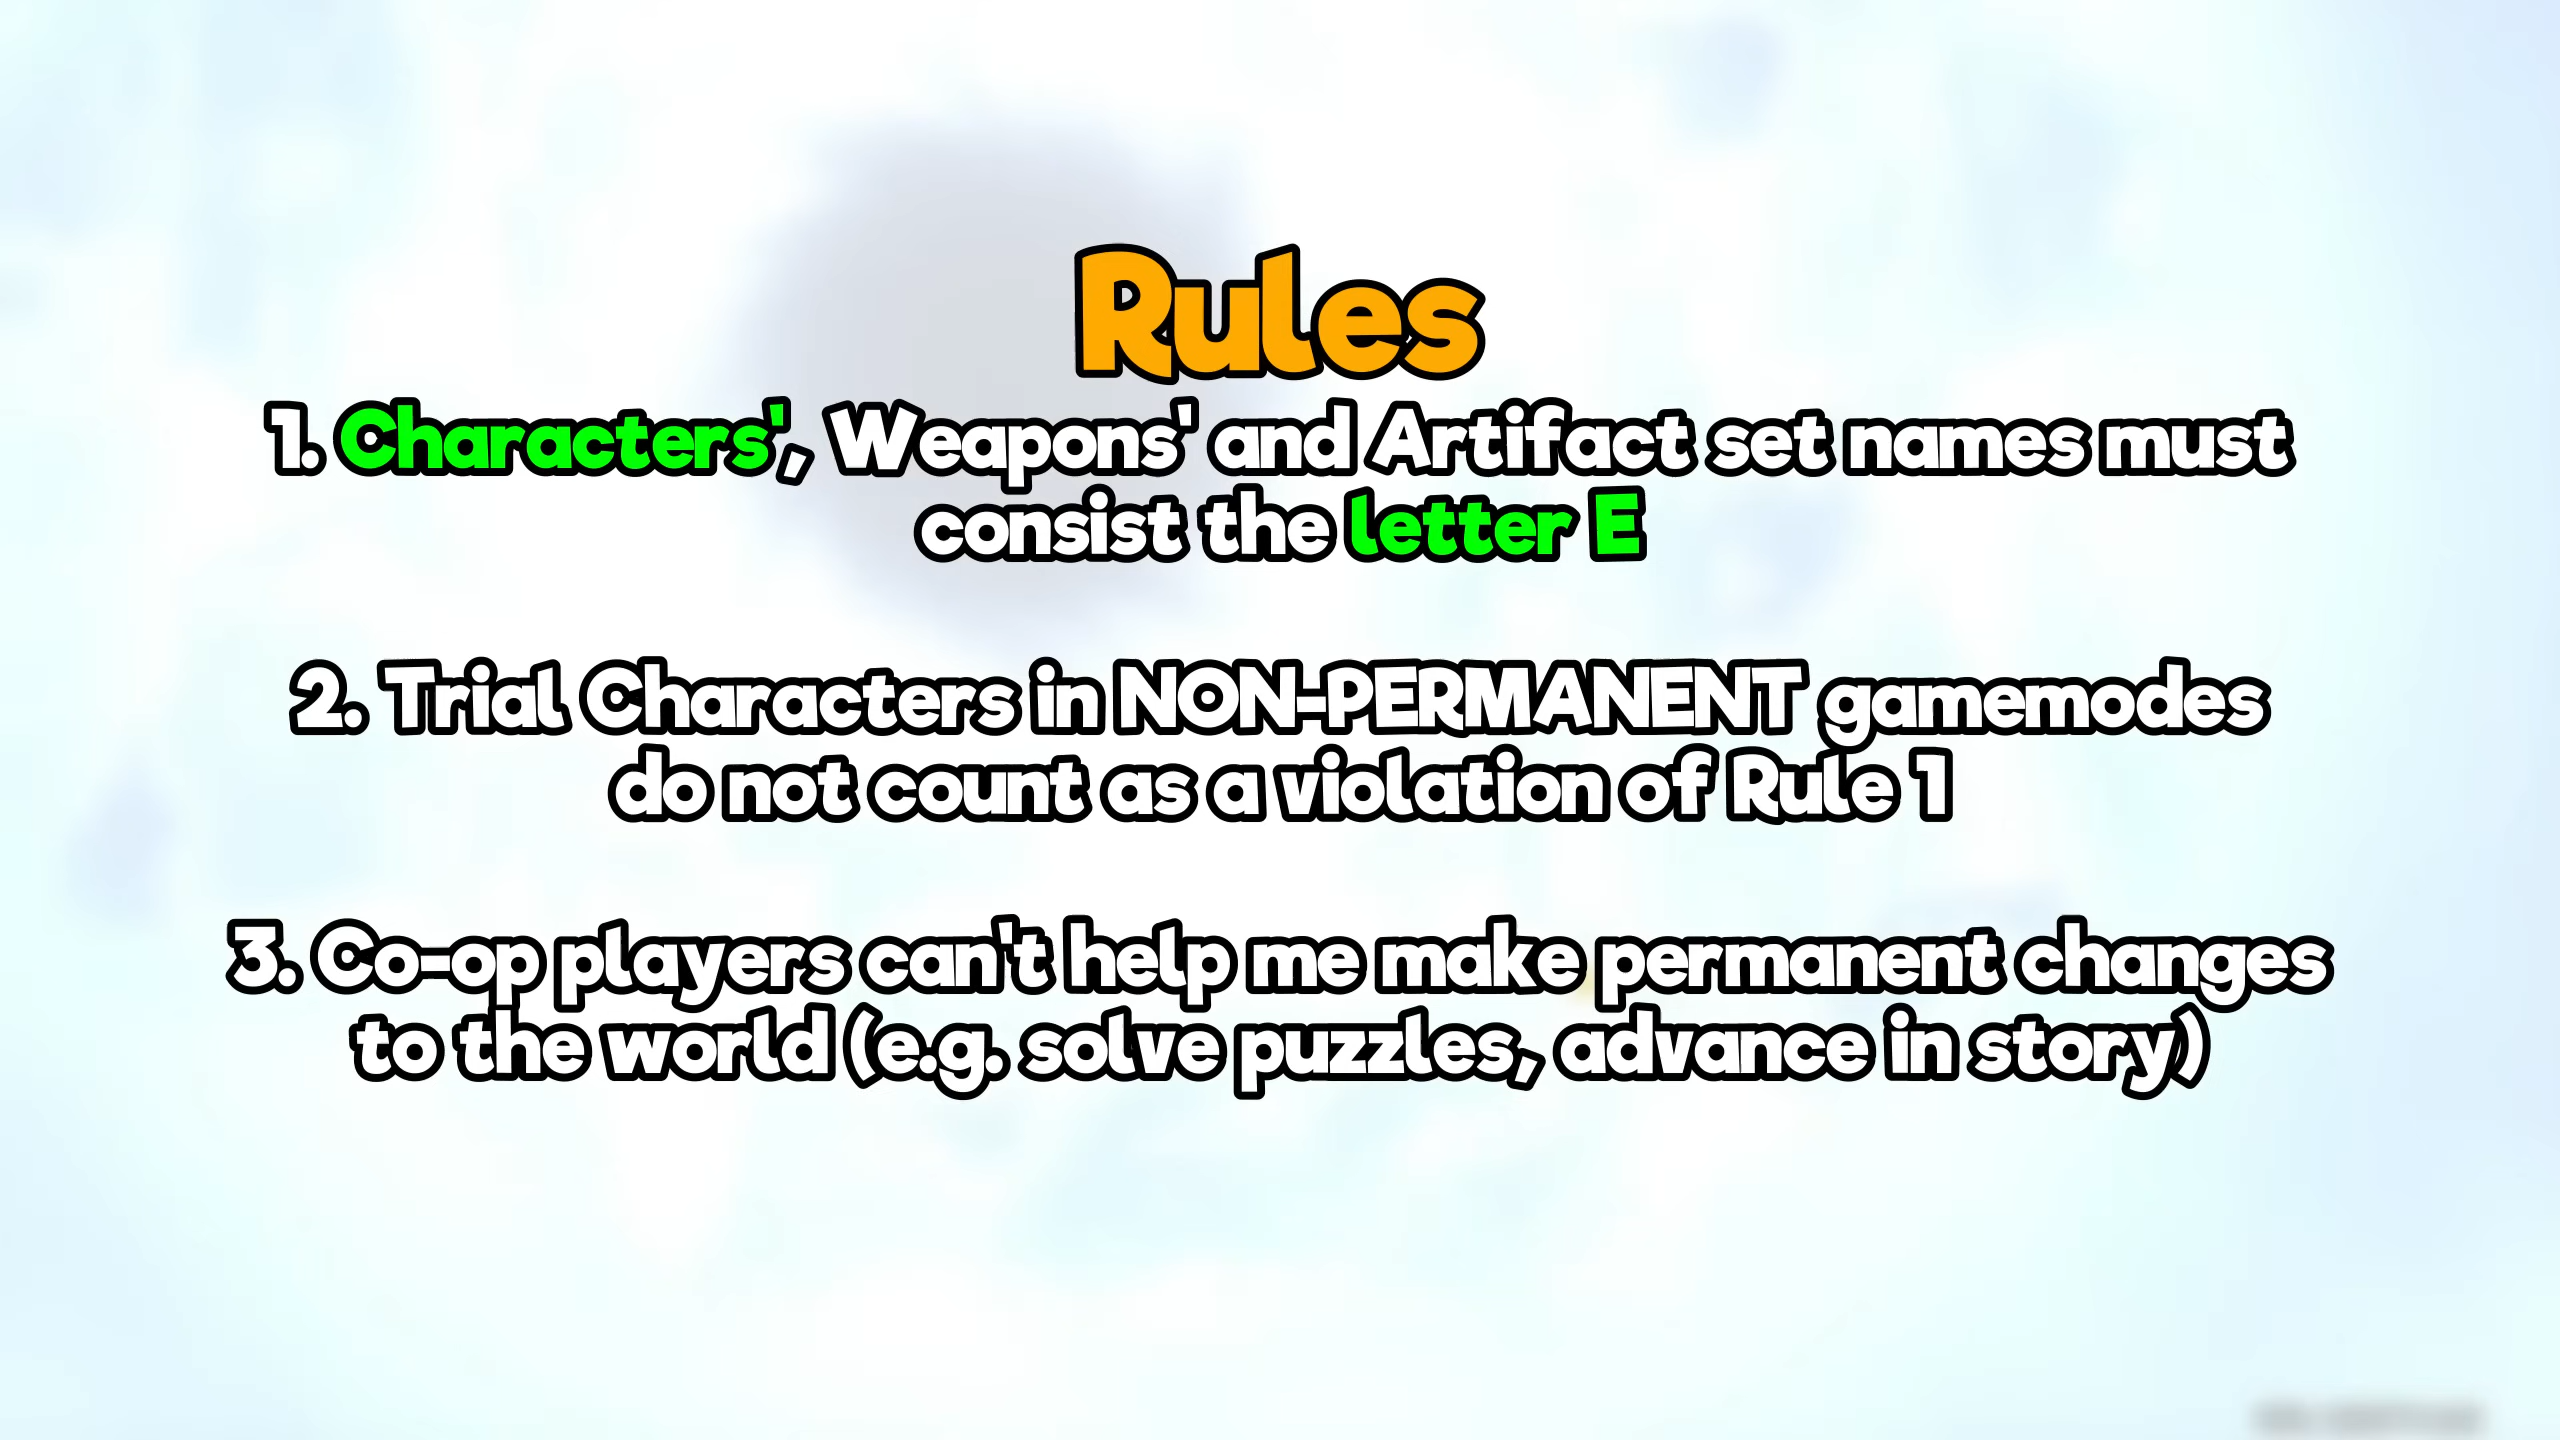 Rules
1. Characters', Weapons' and Artifact set names must
consist the letter E
2. Trial Characters in NON-PERMANENT gamemodes
do not count as a violation of Rule 1
3. Co-op players can't help me make permanent changes
to the world (e.g. solve puzzles, advance in story)